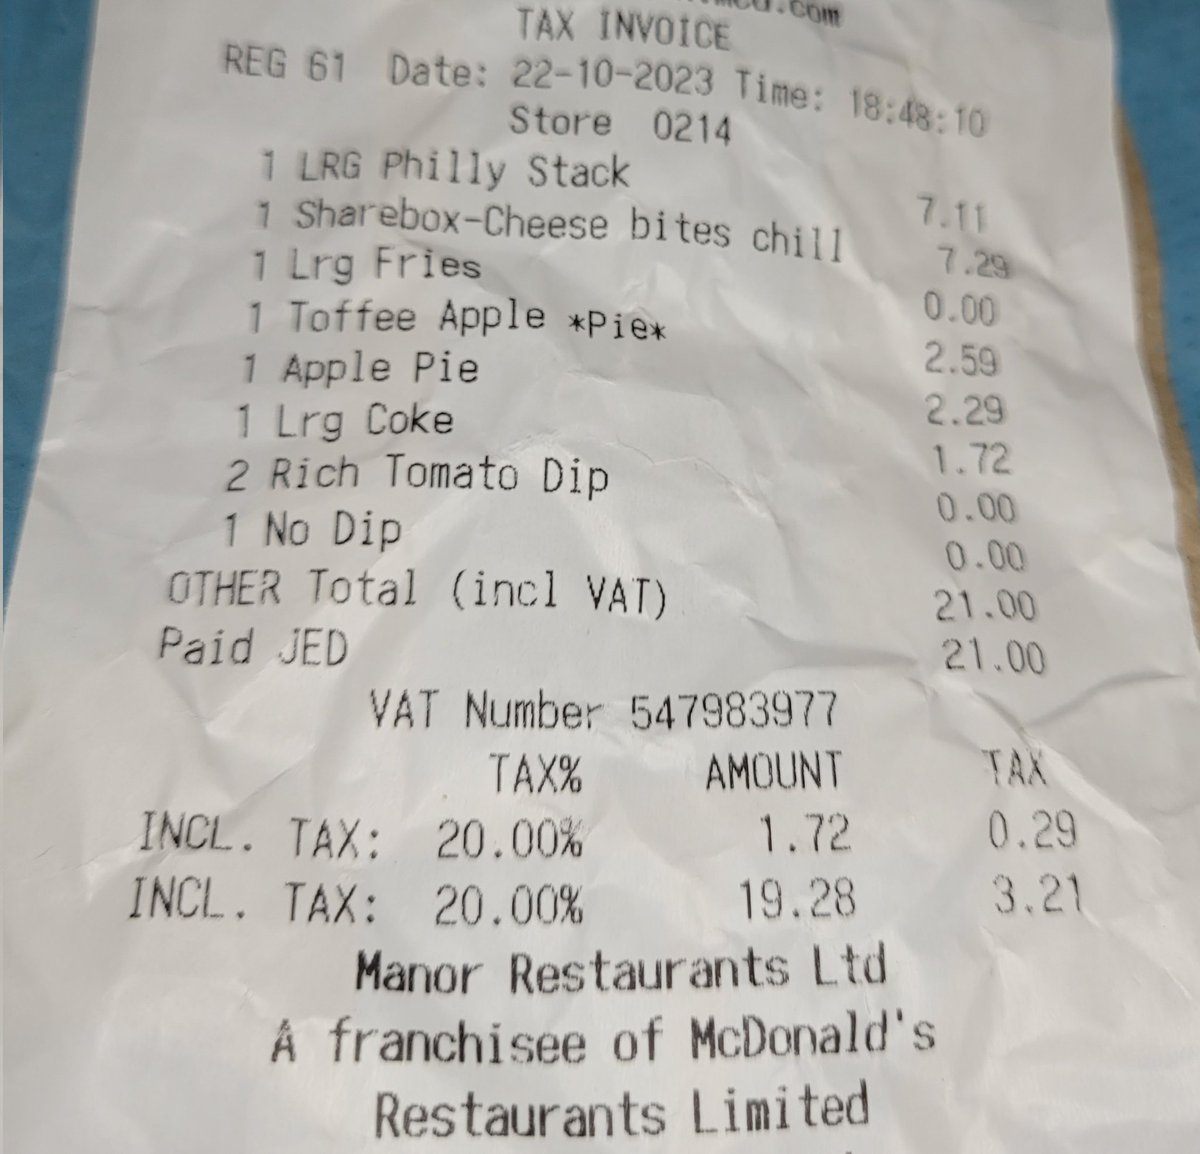 TAX INVOICE
REG 61 Date: 22-10-2023 Time: 18:48:10
Store 0214
1 LRG Philly Stack 7.11
1 Sharebox-Cheese bites chill 7.29
1 Lrg Fries 0.00
1 Toffee Apple *Pie* 2.59
1 Apple Pie 2.29
1 Lrg Coke 1.72
2 Rich Tomato Dip 0.00
1 No Dip 0.00
OTHER Total (incl VAT) 21.00
Paid JED 21.00
VAT Number 547983977
TAX% AMOUNT TAX
INCL. TAX: 20.00% 1.72 0.29
INCL. TAX: 20.00% 19.28 3.21
Manor Restaurants Ltd
A franchisee of McDonald's
Restaurants Limited